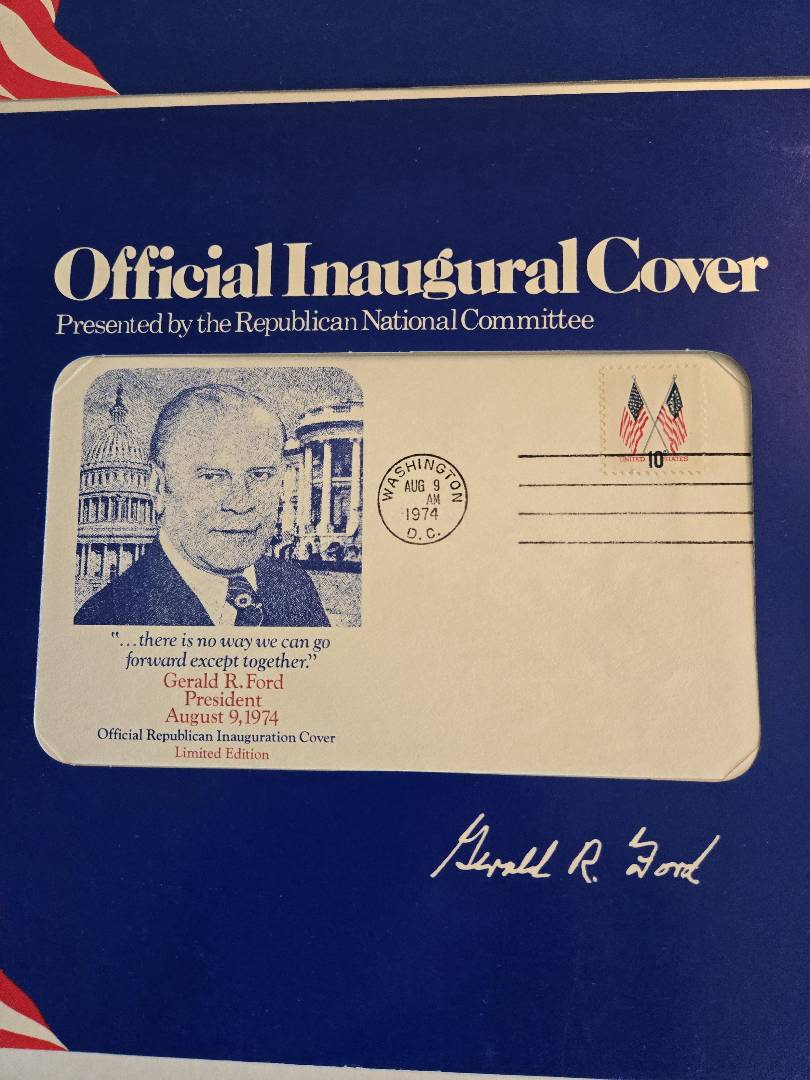 Official Inaugural Cover
Presented by the Republican National Committee
UNITED 10c STATES
WASHINGTON
AUG 9
AM
1974
D.C.
"...there is no way we can go
forward except together."
Gerald R. Ford
President
August 9, 1974
Official Republican Inauguration Cover
Limited Edition
Gerald R. Ford